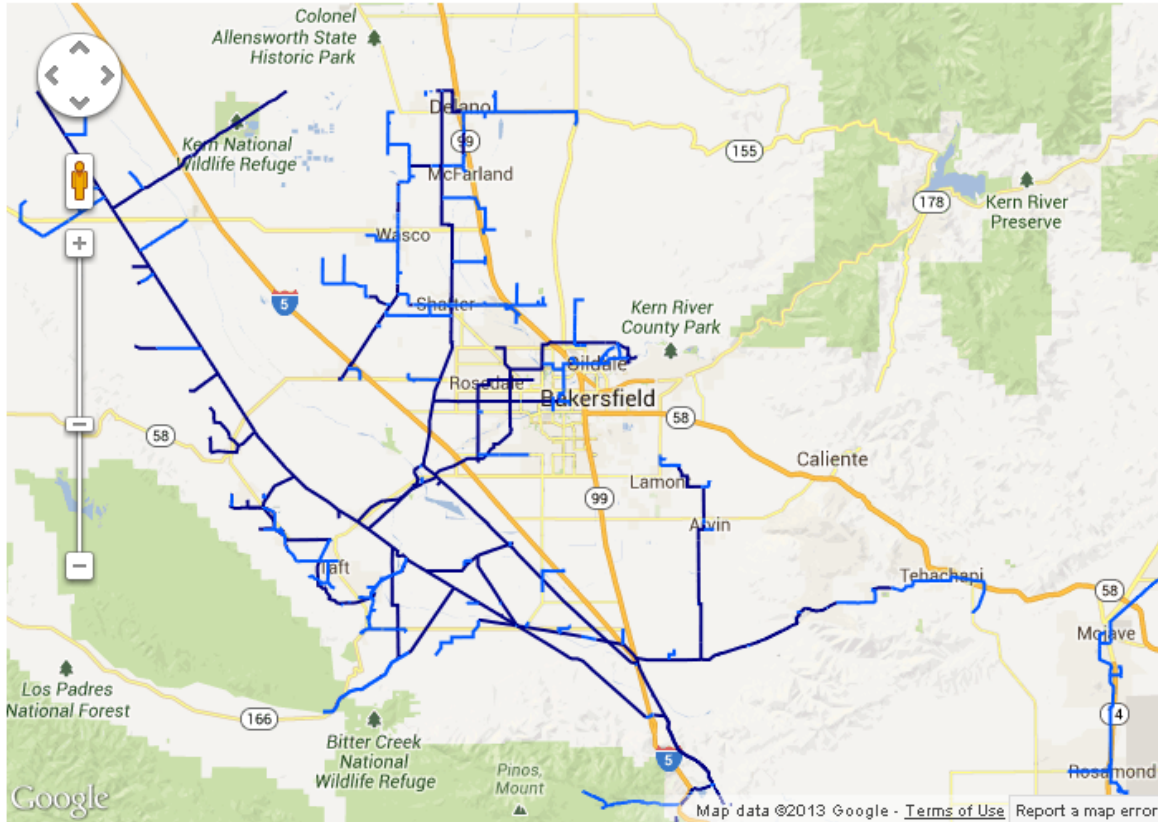 Colonel
Allensworth State
Historic Park
Delano
99
Kern National
Wildlife Refuge
155
McFarland
178
Kern River
Preserve
Wasco
5
Shafter
Kern River
County Park
Oildale
Rosedale
Bakersfield
58
58
Caliente
Lamont
99
Arvin
Taft
Tehachapi
58
Mojave
Los Padres
National Forest
166
14
Bitter Creek
National
Wildlife Refuge
5
Pinos,
Mount
Rosamond
Google
Map data ©2013 Google - Terms of Use
Report a map error